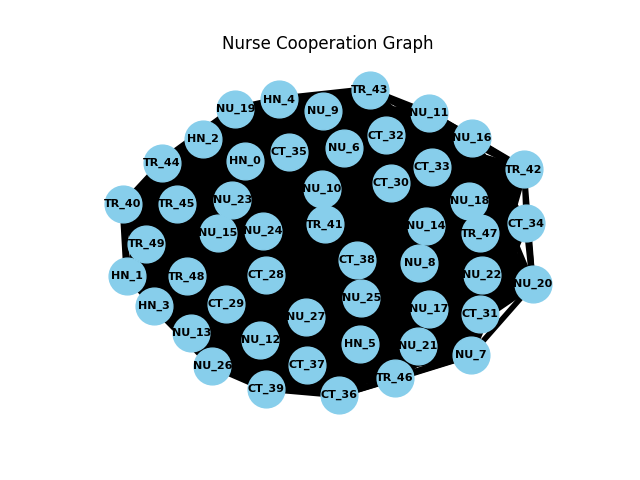 Nurse Cooperation Graph
TR_43
HN_4
NU_19
NU_9
NU_11
HN_2
CT_32
NU_16
NU_6
CT_35
HN_0
TR_44
CT_33
TR_42
CT_30
NU_10
NU_23
NU_18
TR_40
TR_45
CT_34
TR_41
NU_14
NU_15
NU_24
TR_47
TR_49
CT_38
NU_8
HN_1
TR_48
CT_28
NU_22
NU_20
NU_25
HN_3
CT_29
NU_17
CT_31
NU_27
NU_13
NU_12
HN_5
NU_21
NU_7
NU_26
CT_37
TR_46
CT_39
CT_36